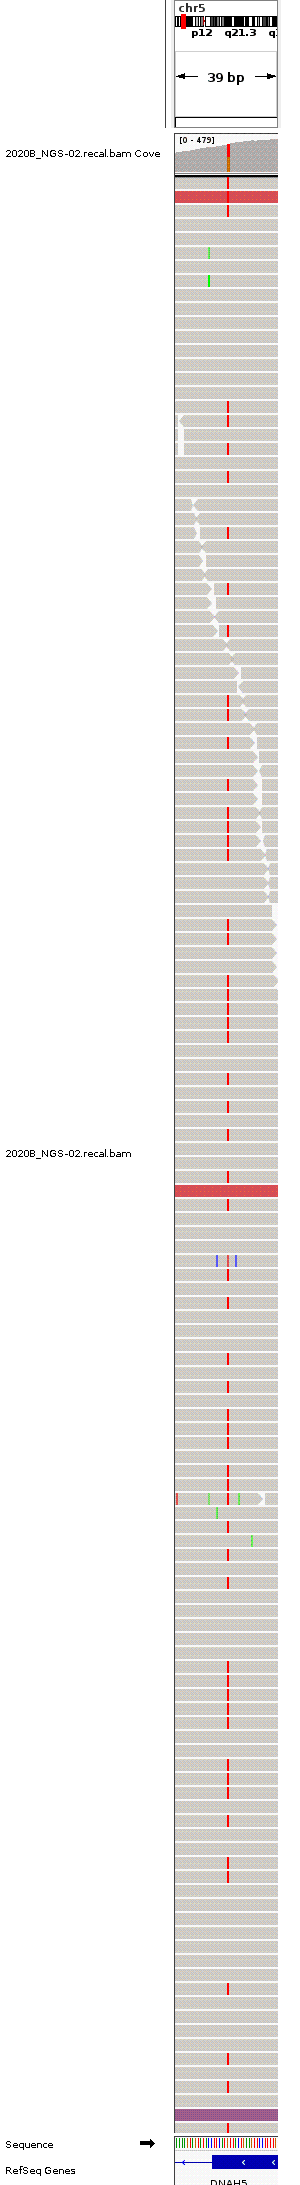 chr5
p12 q21.3
39 bp
[0 - 479]
2020B_NGS-02.recal.bam Cove
2020B_NGS-02.recal.bam
Sequence
RefSeq Genes
DNAH5